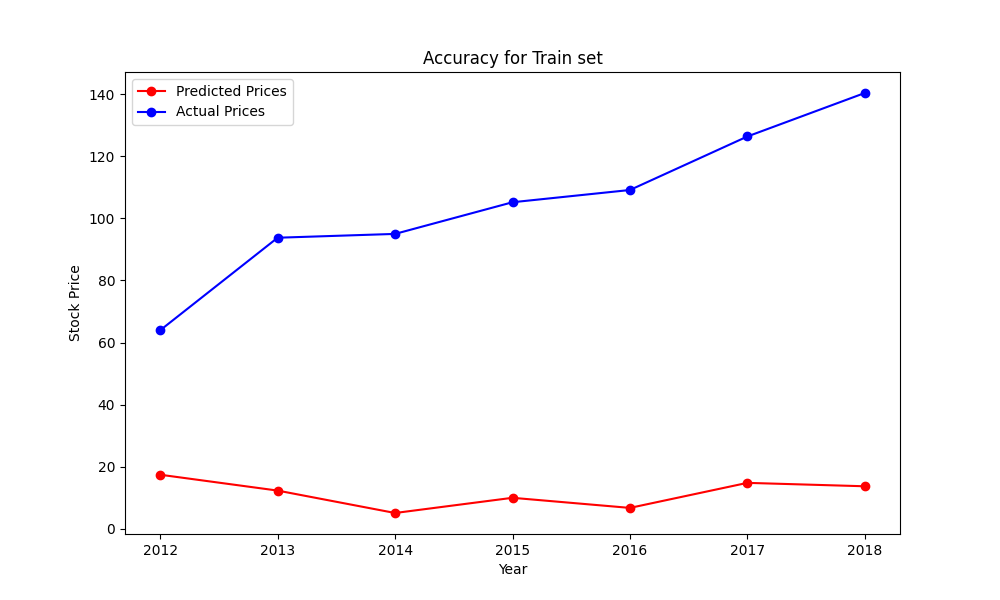 Accuracy for Train set
Predicted Prices
Actual Prices
Stock Price
140
120
100
80
60
40
20
0
2012 2013 2014 2015 2016 2017 2018
Year